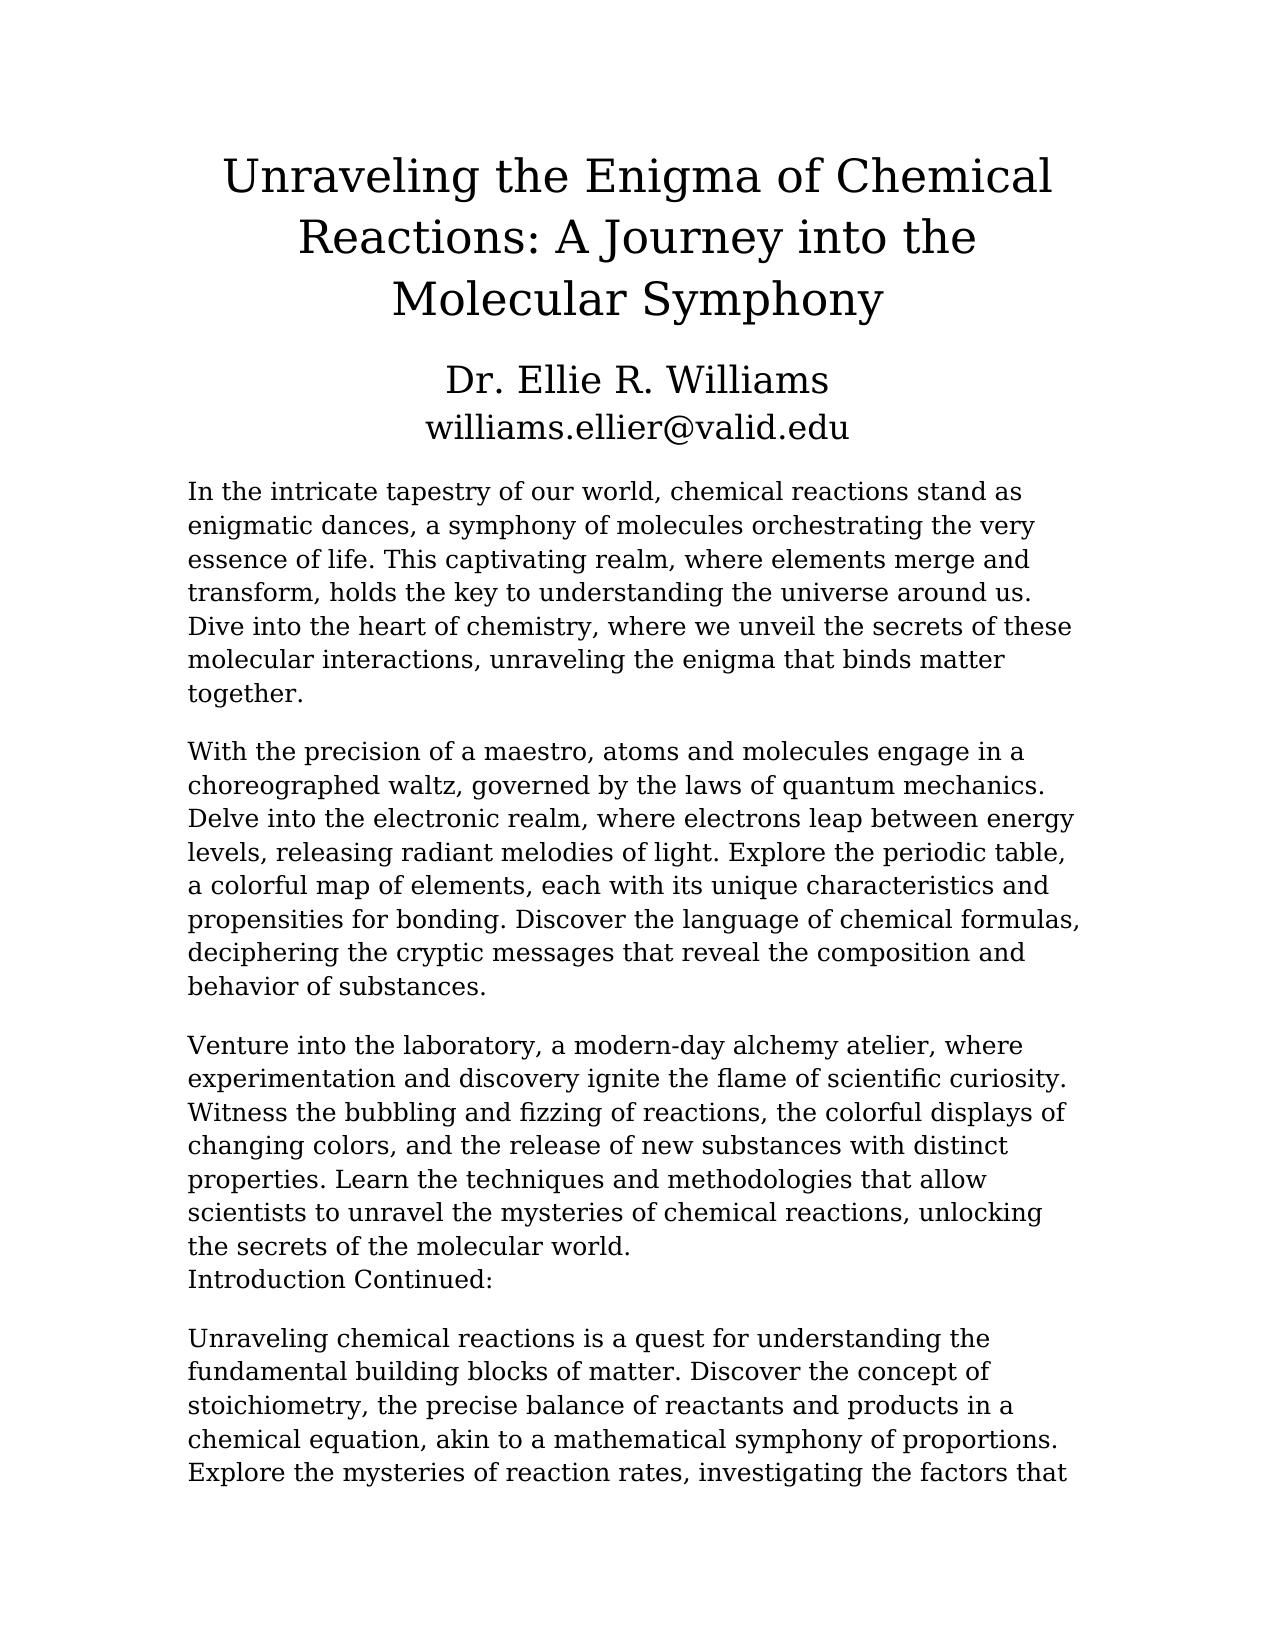 Unraveling the Enigma of Chemical
Reactions: A Journey into the
Molecular Symphony
Dr. Ellie R. Williams
williams.ellier@valid.edu
In the intricate tapestry of our world, chemical reactions stand as
enigmatic dances, a symphony of molecules orchestrating the very
essence of life. This captivating realm, where elements merge and
transform, holds the key to understanding the universe around us.
Dive into the heart of chemistry, where we unveil the secrets of these
molecular interactions, unraveling the enigma that binds matter
together.
With the precision of a maestro, atoms and molecules engage in a
choreographed waltz, governed by the laws of quantum mechanics.
Delve into the electronic realm, where electrons leap between energy
levels, releasing radiant melodies of light. Explore the periodic table,
a colorful map of elements, each with its unique characteristics and
propensities for bonding. Discover the language of chemical formulas,
deciphering the cryptic messages that reveal the composition and
behavior of substances.
Venture into the laboratory, a modern-day alchemy atelier, where
experimentation and discovery ignite the flame of scientific curiosity.
Witness the bubbling and fizzing of reactions, the colorful displays of
changing colors, and the release of new substances with distinct
properties. Learn the techniques and methodologies that allow
scientists to unravel the mysteries of chemical reactions, unlocking
the secrets of the molecular world.
Introduction Continued:
Unraveling chemical reactions is a quest for understanding the
fundamental building blocks of matter. Discover the concept of
stoichiometry, the precise balance of reactants and products in a
chemical equation, akin to a mathematical symphony of proportions.
Explore the mysteries of reaction rates, investigating the factors that